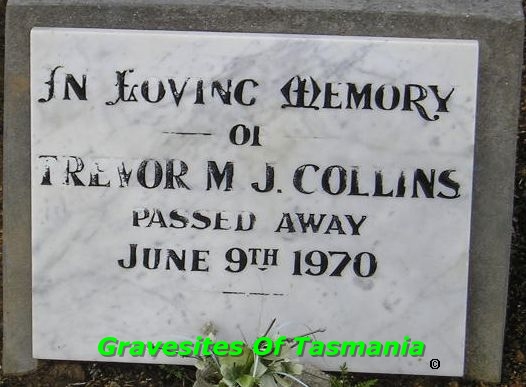 In Loving Memory
of
Trevor M J. Collins
passed away
June 9th 1970
Gravesites Of Tasmania ©